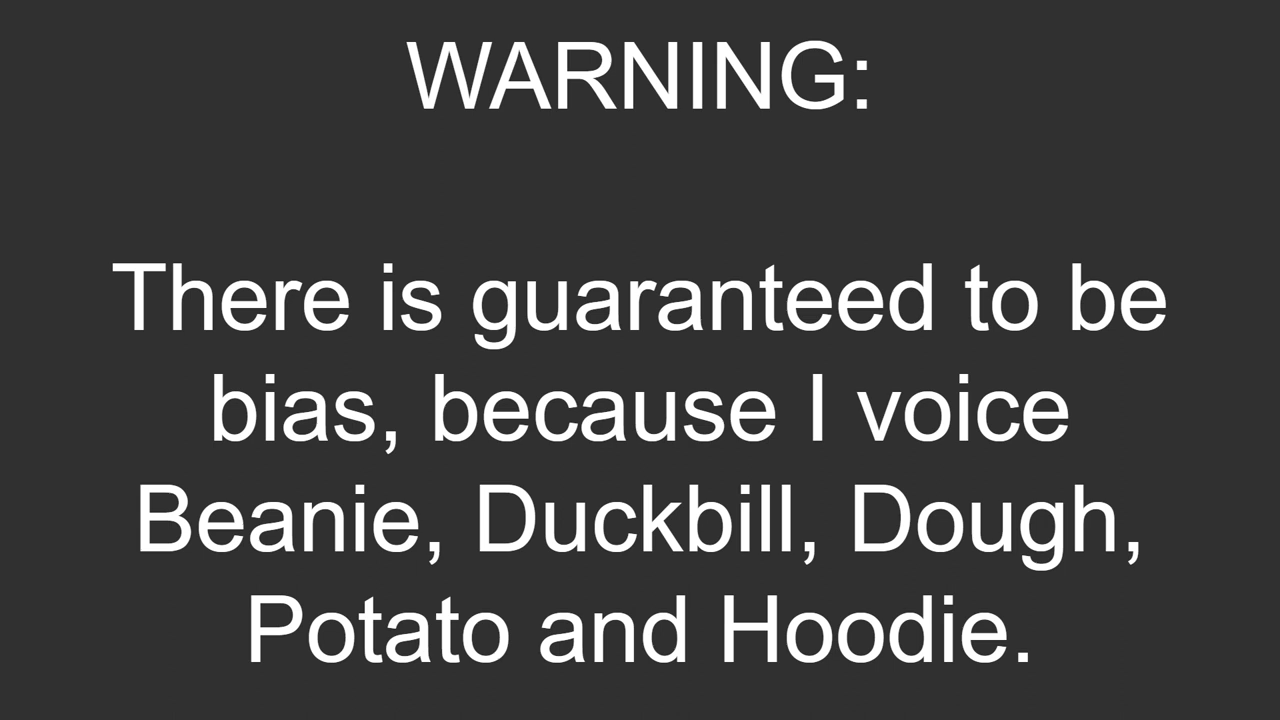 WARNING:
There is guaranteed to be
bias, because I voice
Beanie, Duckbill, Dough,
Potato and Hoodie.